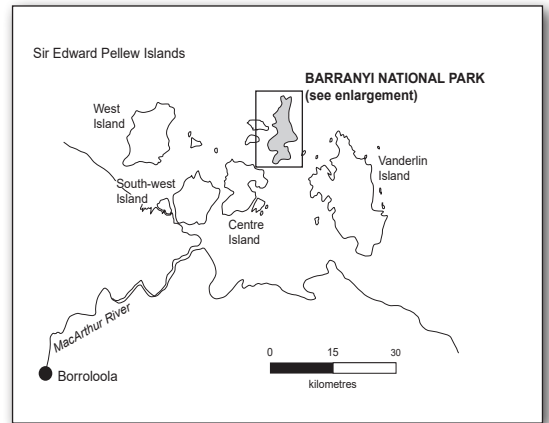 Sir Edward Pellew Islands
BARRANYI NATIONAL PARK
(see enlargement)
West
Island
Vanderlin
Island
South-west
Island
Centre
Island
MacArthur River
Borroloola
0 15 30
kilometres